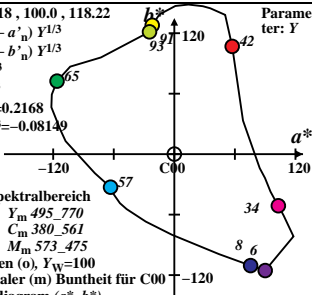 18 , 100.0 , 118.22
– a'n) Y1/3
– b'n) Y1/3
=0.2168
=–0.08149
b*
120
Parame
ter: Y
91
93
42
65
a*
–120
C00
120
57
34
8 6
–120
pektralbereich
Ym 495_770
Cm 380_561
Mm 573_475
en (o), YW=100
aler (m) Buntheit für C00